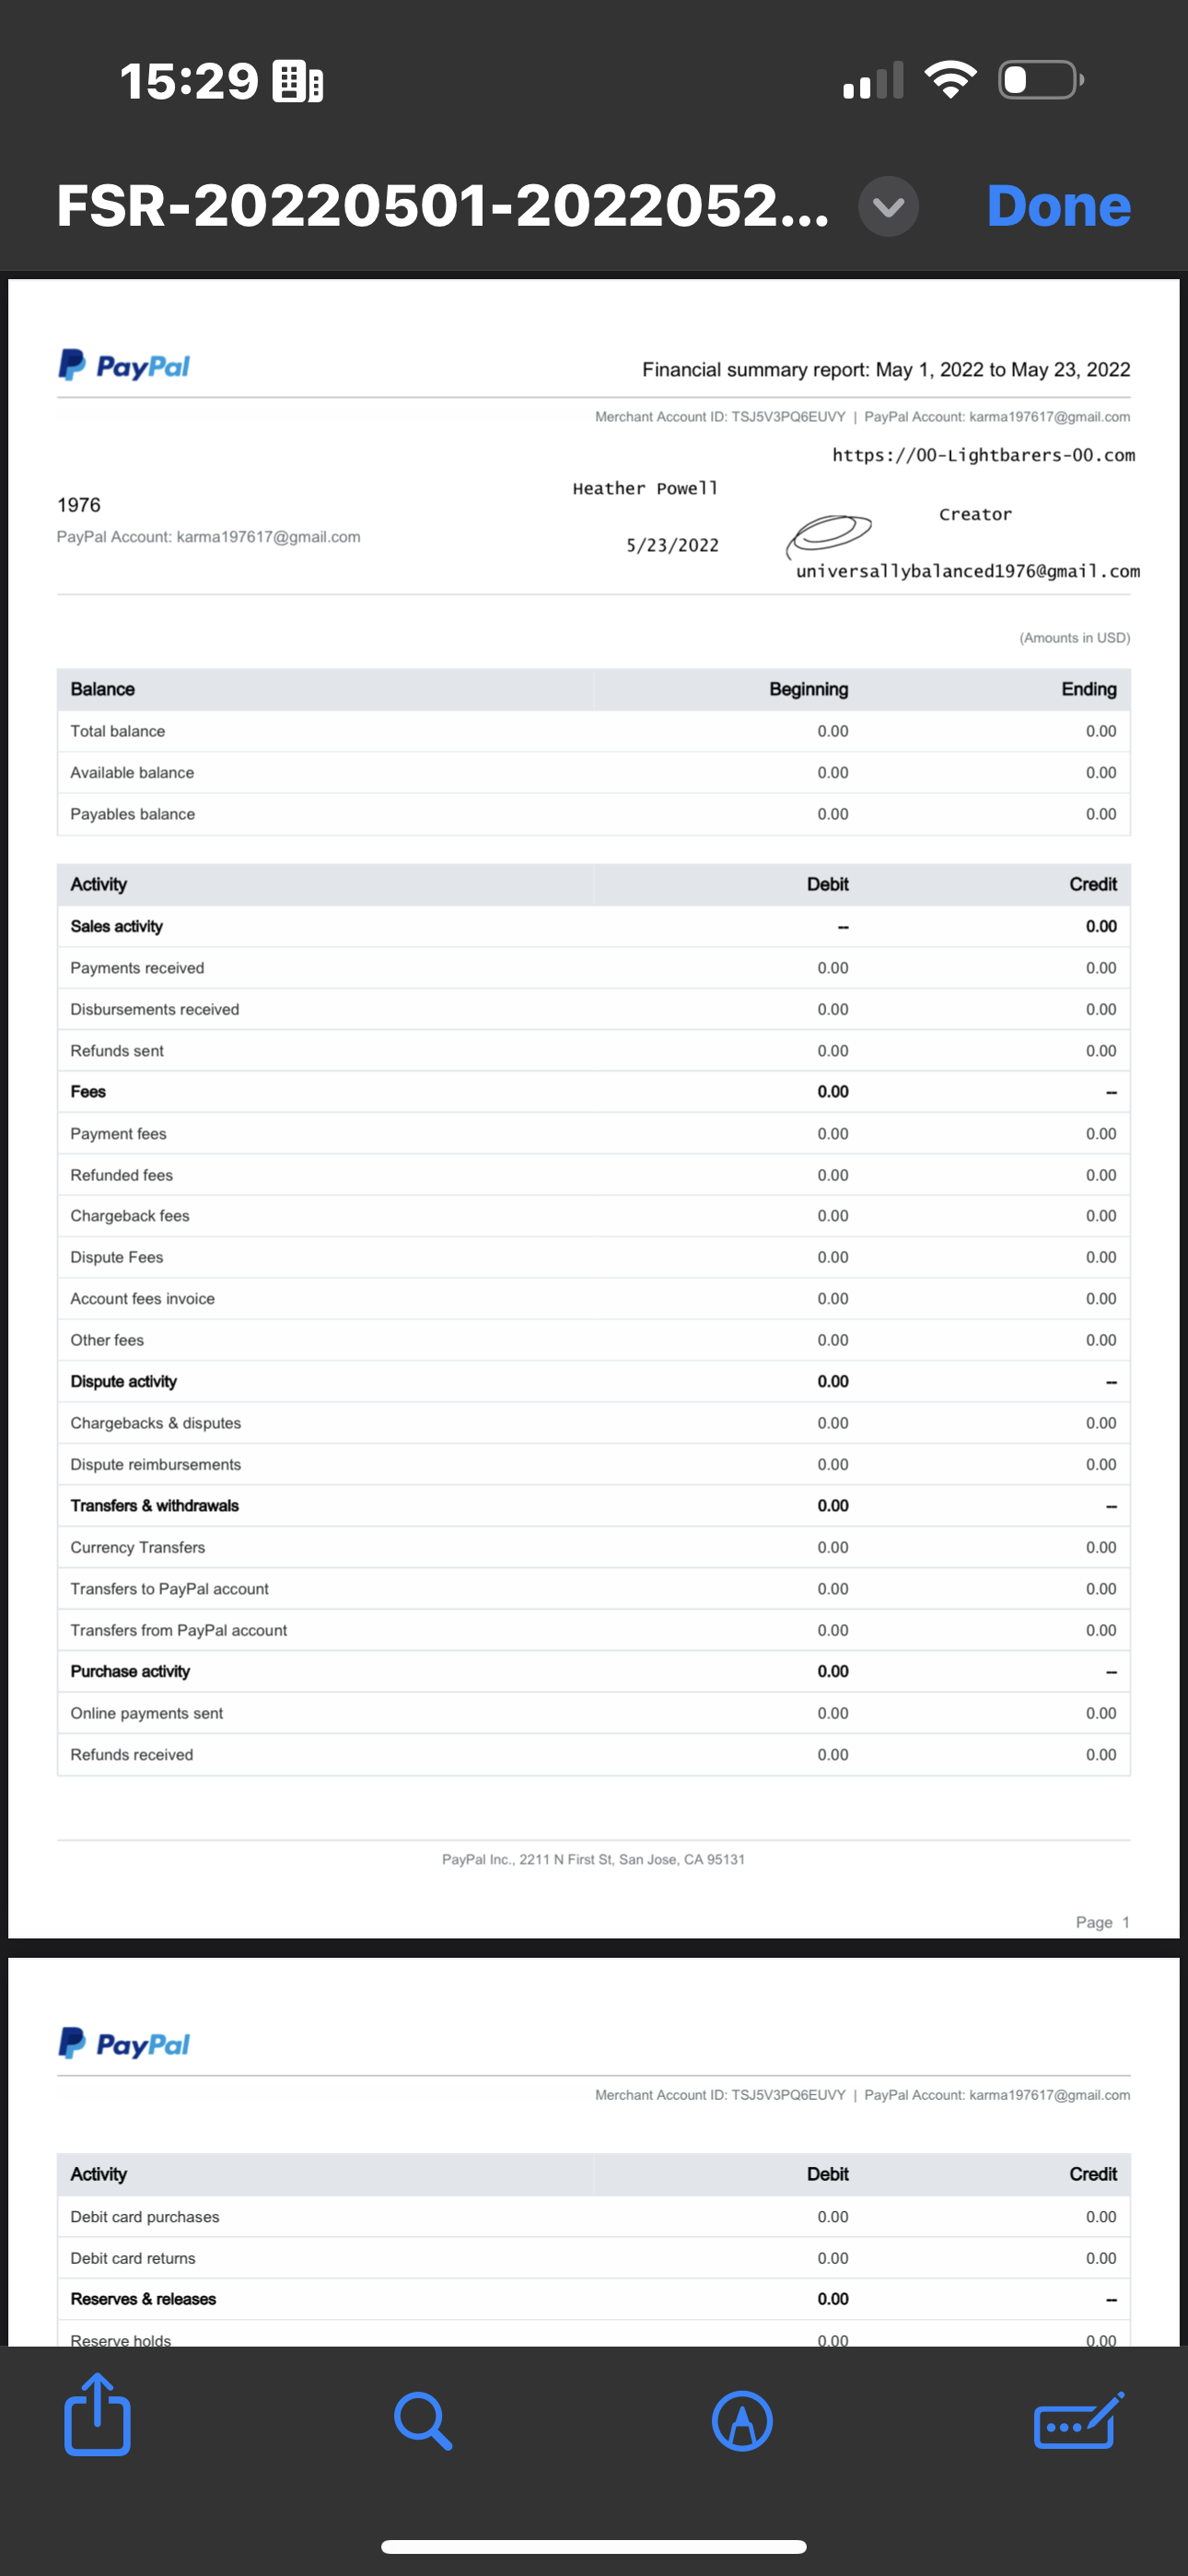 15:29
FSR-20220501-2022052... Done
PayPal
Financial summary report: May 1, 2022 to May 23, 2022
Merchant Account ID: TSJ5V3PQ6EUVY | PayPal Account: karma197617@gmail.com
https://00-Lightbarers-00.com
Heather Powell
1976
Creator
PayPal Account: karma197617@gmail.com
5/23/2022
universallybalanced1976@gmail.com
(Amounts in USD)
Balance Beginning Ending
Total balance 0.00 0.00
Available balance 0.00 0.00
Payables balance 0.00 0.00
Activity Debit Credit
Sales activity -- 0.00
Payments received 0.00 0.00
Disbursements received 0.00 0.00
Refunds sent 0.00 0.00
Fees 0.00 --
Payment fees 0.00 0.00
Refunded fees 0.00 0.00
Chargeback fees 0.00 0.00
Dispute Fees 0.00 0.00
Account fees invoice 0.00 0.00
Other fees 0.00 0.00
Dispute activity 0.00 --
Chargebacks & disputes 0.00 0.00
Dispute reimbursements 0.00 0.00
Transfers & withdrawals 0.00 --
Currency Transfers 0.00 0.00
Transfers to PayPal account 0.00 0.00
Transfers from PayPal account 0.00 0.00
Purchase activity 0.00 --
Online payments sent 0.00 0.00
Refunds received 0.00 0.00
PayPal Inc., 2211 N First St, San Jose, CA 95131
Page 1
PayPal
Merchant Account ID: TSJ5V3PQ6EUVY | PayPal Account: karma197617@gmail.com
Activity Debit Credit
Debit card purchases 0.00 0.00
Debit card returns 0.00 0.00
Reserves & releases 0.00 --
Reserve holds 0.00 0.00